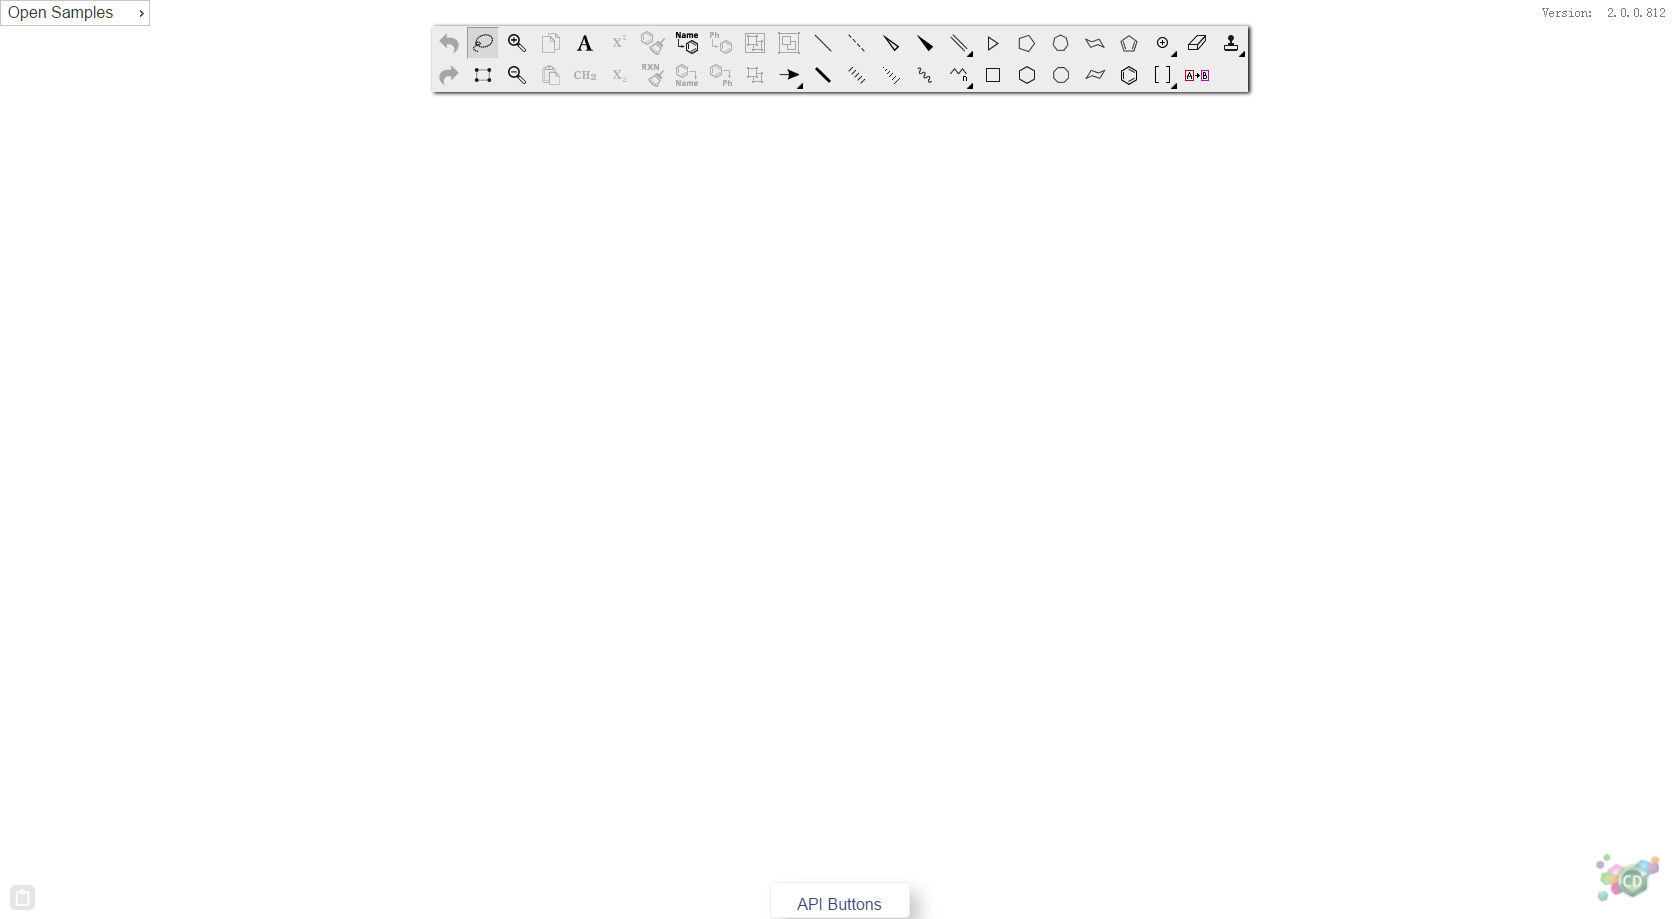 Open Samples
Version: 2.0.0.812
A X² Name Ph
CH₂ X₂ RXN Name Ph n [ ] A B
CD
API Buttons